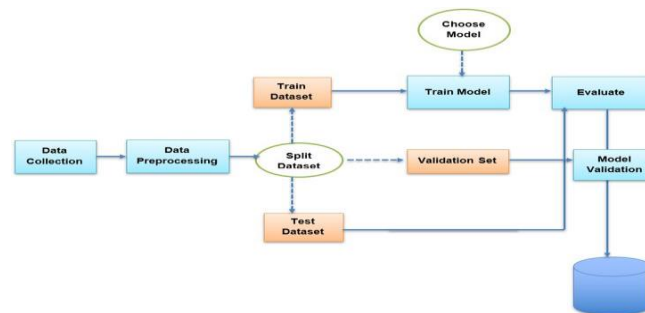 Choose
Model
Train
Dataset
Train Model
Evaluate
Data
Collection
Data
Preprocessing
Split
Dataset
Validation Set
Model
Validation
Test
Dataset